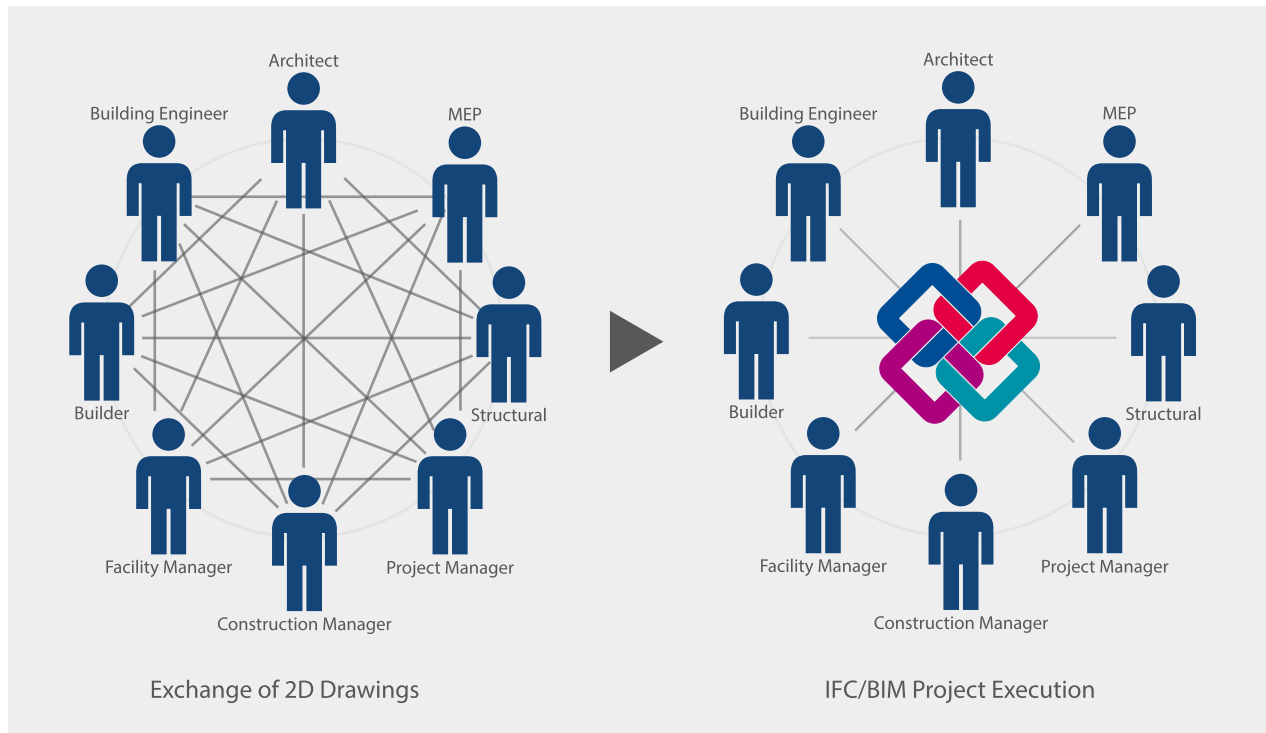 Architect
Building Engineer
MEP
Builder
Structural
Facility Manager
Project Manager
Construction Manager
Exchange of 2D Drawings
Architect
Building Engineer
MEP
Builder
Structural
Facility Manager
Project Manager
Construction Manager
IFC/BIM Project Execution